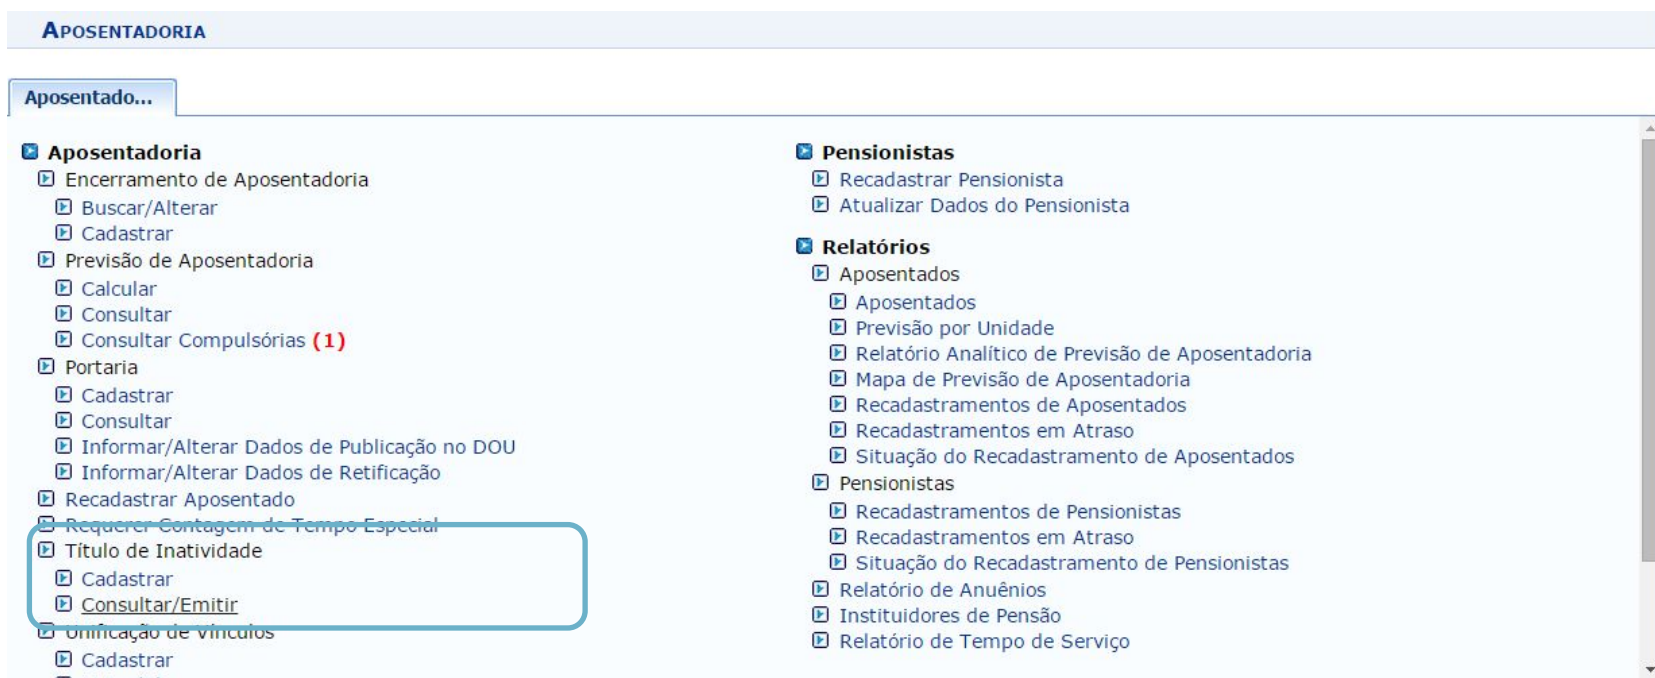 APOSENTADORIA
Aposentado...
Aposentadoria
Encerramento de Aposentadoria
Buscar/Alterar
Cadastrar
Previsão de Aposentadoria
Calcular
Consultar
Consultar Compulsórias (1)
Portaria
Cadastrar
Consultar
Informar/Alterar Dados de Publicação no DOU
Informar/Alterar Dados de Retificação
Recadastrar Aposentado
Requerer Contagem de Tempo Especial
Título de Inatividade
Cadastrar
Consultar/Emitir
Unificação de Vínculos
Cadastrar
Pensionistas
Recadastrar Pensionista
Atualizar Dados do Pensionista
Relatórios
Aposentados
Aposentados
Previsão por Unidade
Relatório Analítico de Previsão de Aposentadoria
Mapa de Previsão de Aposentadoria
Recadastramentos de Aposentados
Recadastramentos em Atraso
Situação do Recadastramento de Aposentados
Pensionistas
Recadastramentos de Pensionistas
Recadastramentos em Atraso
Situação do Recadastramento de Pensionistas
Relatório de Anuênios
Instituidores de Pensão
Relatório de Tempo de Serviço